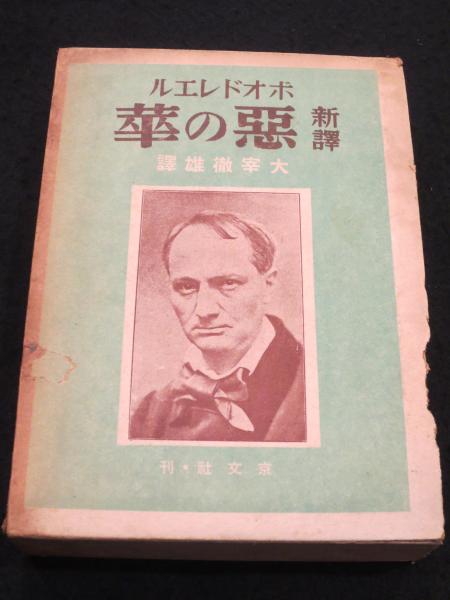 ボオドレエル
新譯 惡の華
大宰徹雄譯
京文社★刊